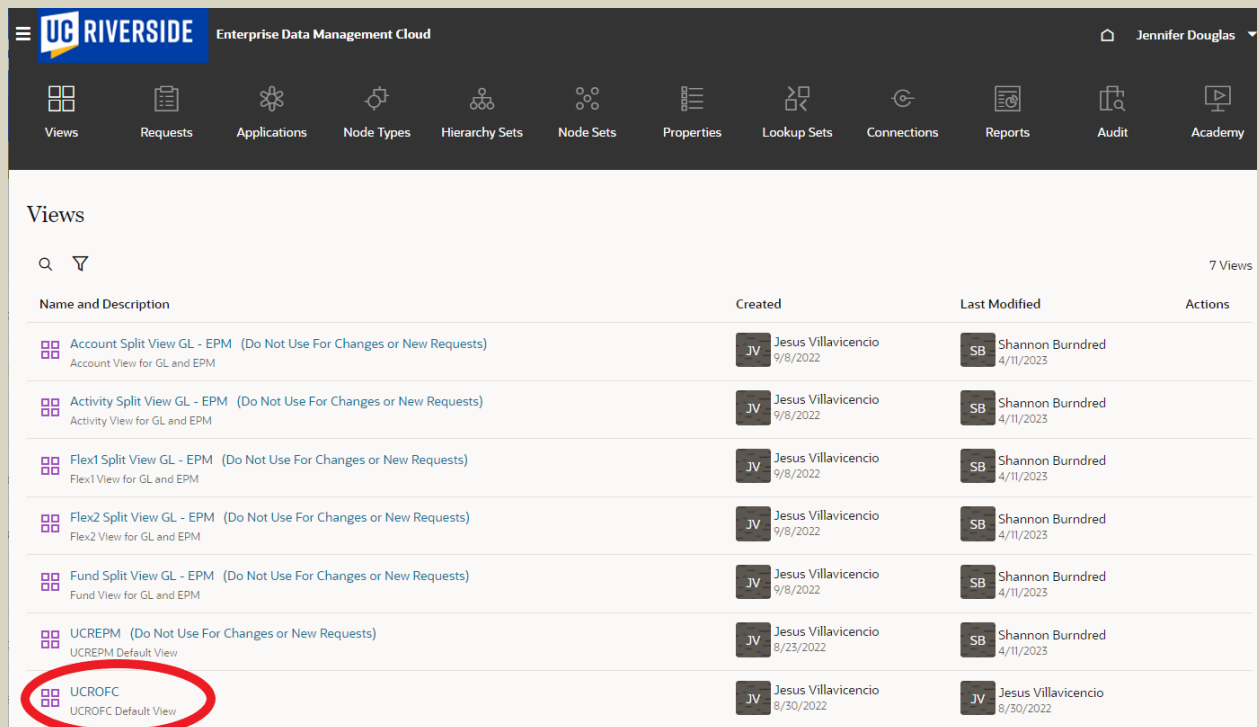 UC RIVERSIDE Enterprise Data Management Cloud Jennifer Douglas
Views Requests Applications Node Types Hierarchy Sets Node Sets Properties Lookup Sets Connections Reports Audit Academy
Views
7 Views
Name and Description Created Last Modified Actions
Account Split View GL - EPM (Do Not Use For Changes or New Requests)
Account View for GL and EPM
JV Jesus Villavicencio
9/8/2022
SB Shannon Burndred
4/11/2023
Activity Split View GL - EPM (Do Not Use For Changes or New Requests)
Activity View for GL and EPM
JV Jesus Villavicencio
9/8/2022
SB Shannon Burndred
4/11/2023
Flex1 Split View GL - EPM (Do Not Use For Changes or New Requests)
Flex1 View for GL and EPM
JV Jesus Villavicencio
9/8/2022
SB Shannon Burndred
4/11/2023
Flex2 Split View GL - EPM (Do Not Use For Changes or New Requests)
Flex2 View for GL and EPM
JV Jesus Villavicencio
9/8/2022
SB Shannon Burndred
4/11/2023
Fund Split View GL - EPM (Do Not Use For Changes or New Requests)
Fund View for GL and EPM
JV Jesus Villavicencio
9/8/2022
SB Shannon Burndred
4/11/2023
UCREPM (Do Not Use For Changes or New Requests)
UCREPM Default View
JV Jesus Villavicencio
8/23/2022
SB Shannon Burndred
4/11/2023
UCROFC
UCROFC Default View
JV Jesus Villavicencio
8/30/2022
JV Jesus Villavicencio
8/30/2022